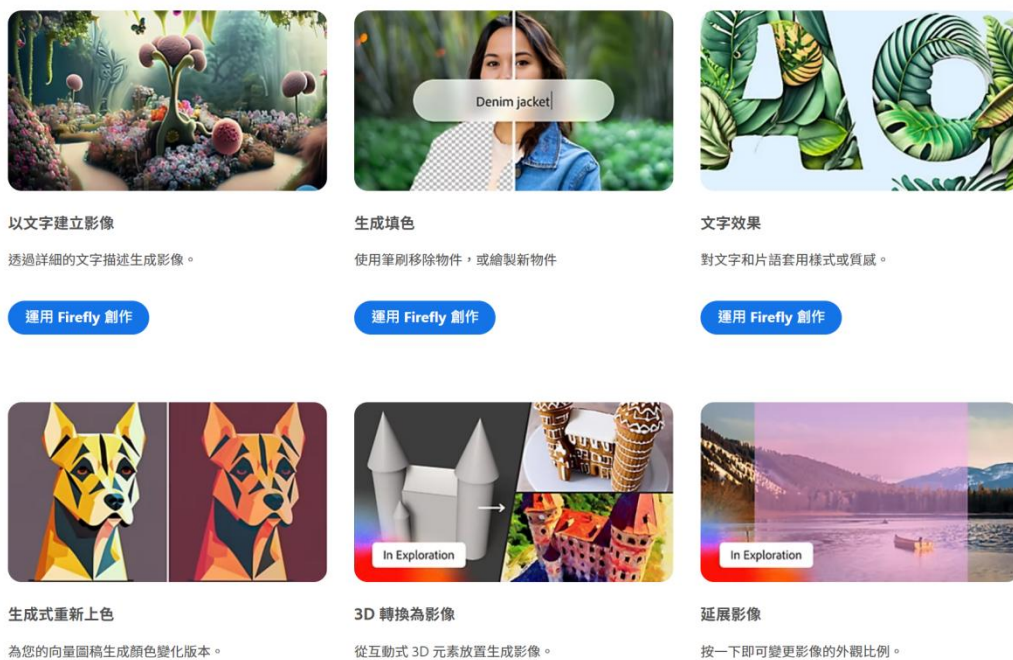 Denim jacket
Ag
以文字建立影像
生成填色
文字效果
透過詳細的文字描述生成影像。
使用筆刷移除物件，或繪製新物件
對文字和片語套用樣式或質感。
運用 Firefly 創作
運用 Firefly 創作
運用 Firefly 創作
In Exploration
In Exploration
生成式重新上色
3D 轉換為影像
延展影像
為您的向量圖稿生成顏色變化版本。
從互動式 3D 元素放置生成影像。
按一下即可變更影像的外觀比例。